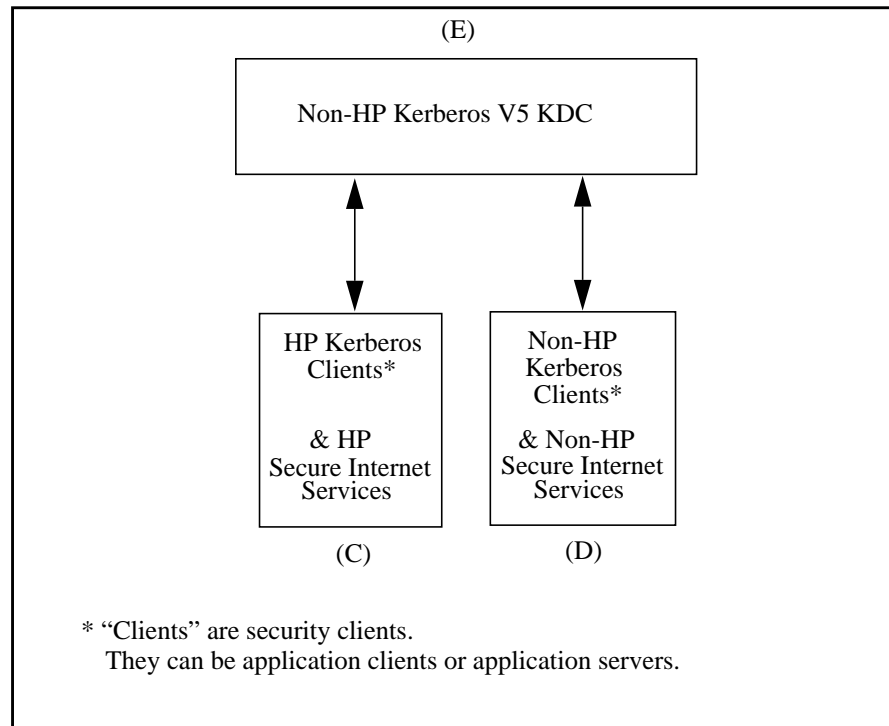 (E)
Non-HP Kerberos V5 KDC
HP Kerberos
Clients*
& HP
Secure Internet
Services
(C)
Non-HP
Kerberos
Clients*
& Non-HP
Secure Internet
Services
(D)
* “Clients” are security clients.
They can be application clients or application servers.